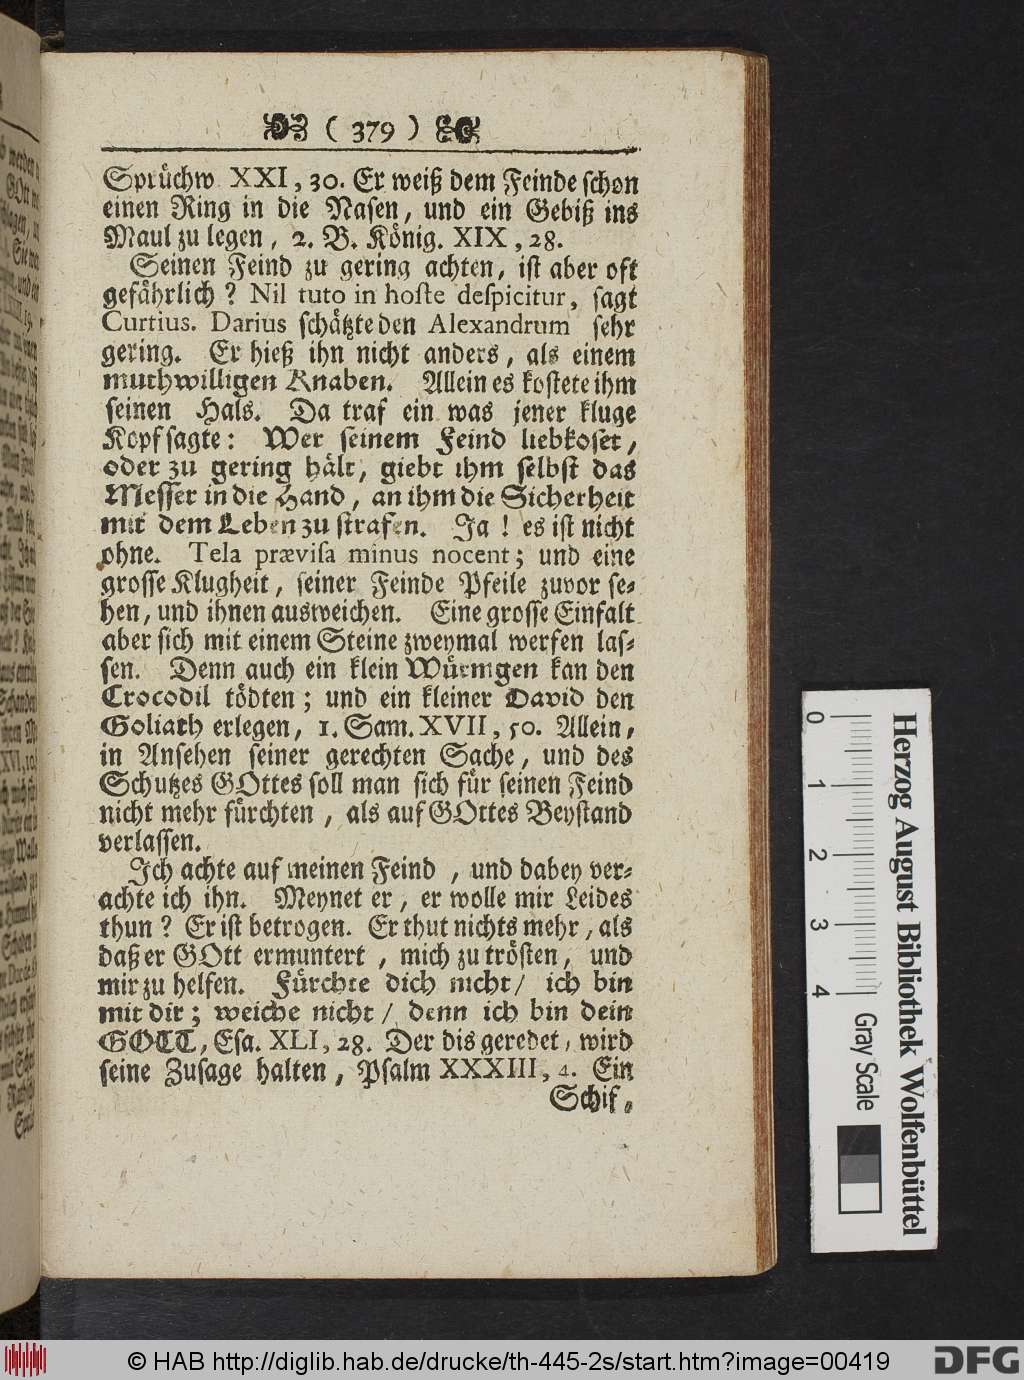 ( 379 )
Sprüchw XXI, 30. Er weiß dem Feinde schon
einen Ring in die Nasen, und ein Gebiß ins
Maul zu legen, 2. B. König. XIX, 28.
Seinen Feind zu gering achten, ist aber oft
gefährlich? Nil tuto in hoste despicitur, sagt
Curtius. Darius schätzte den Alexandrum sehr
gering. Er hieß ihn nicht anders, als einem
muthwilligen Knaben. Allein es kostete ihm
seinen Hals. Da traf ein was jener kluge
Kopf sagte: Wer seinem Feind liebkoset,
oder zu gering hält, giebt ihm selbst das
Messer in die Hand, an ihm die Sicherheit
mit dem Leben zu strafen. Ja! es ist nicht
ohne. Tela prævisa minus nocent; und eine
grosse Klugheit, seiner Feinde Pfeile zuvor se-
hen, und ihnen ausweichen. Eine grosse Einfalt
aber sich mit einem Steine zweymal werfen las-
sen. Denn auch ein klein Würmgen kan den
Crocodil tödten; und ein kleiner David den
Goliath erlegen, 1. Sam. XVII, 50. Allein,
in Ansehen seiner gerechten Sache, und des
Schutzes GOttes soll man sich für seinen Feind
nicht mehr fürchten, als auf GOttes Beystand
verlassen.
Ich achte auf meinen Feind, und dabey ver-
achte ich ihn. Meynet er, er wolle mir Leides
thun? Er ist betrogen. Er thut nichts mehr, als
daß er GOtt ermuntert, mich zu trösten, und
mir zu helfen. Fürchte dich nicht/ ich bin
mit dir; weiche nicht/ denn ich bin dein
GOTT, Esa. XLI, 28. Der dis geredet, wird
seine Zusage halten, Psalm XXXIII, 4. Ein
Schif-
0 1 2 3 4
Herzog August Bibliothek Wolfenbüttel
Gray Scale
© HAB http://diglib.hab.de/drucke/th-445-2s/start.htm?image=00419
DFG